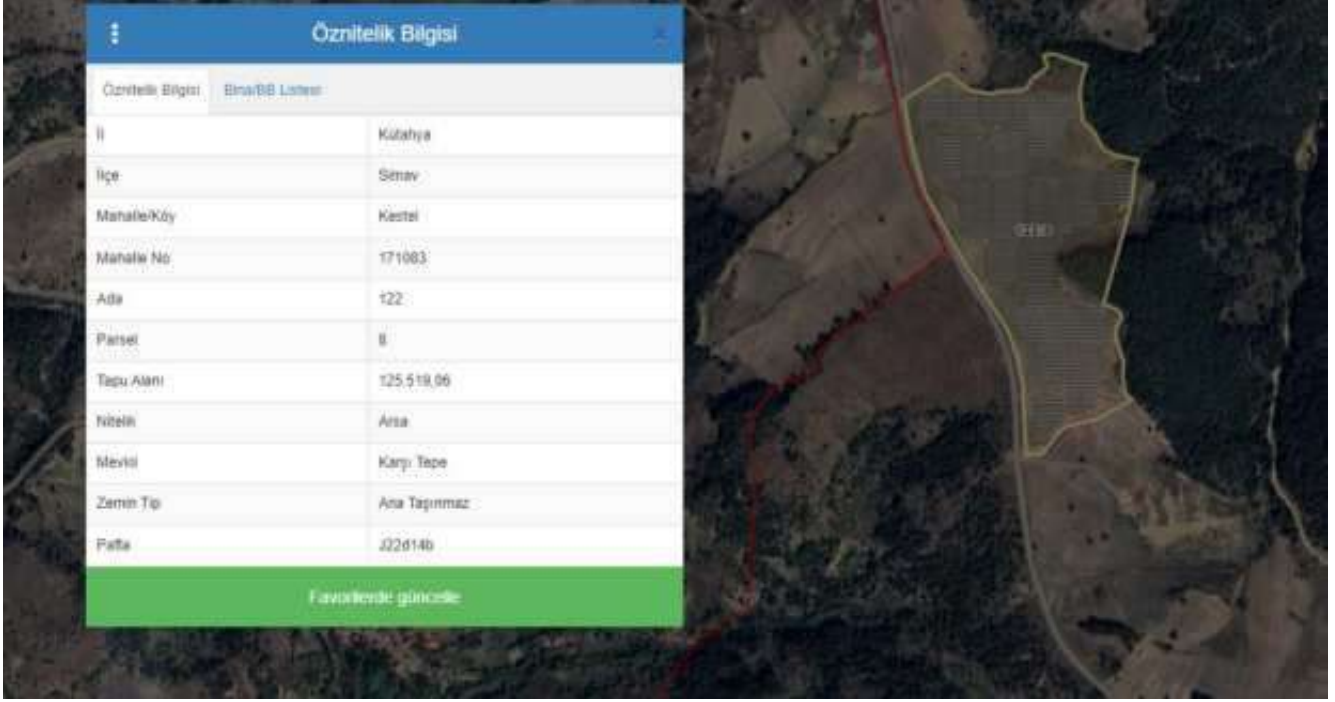 Öznitelik Bilgisi
Öznitelik Bilgisi Bina/BB Listesi
İl Kütahya
İlçe Simav
Mahalle/Köy Kestel
Mahalle No 171083
Ada 122
Parsel 8
Tapu Alanı 125.519,06
Nitelik Arsa
Mevkii Karşı Tepe
Zemin Tip Ana Taşınmaz
Pafta J22d14b
Favorilerde güncelle